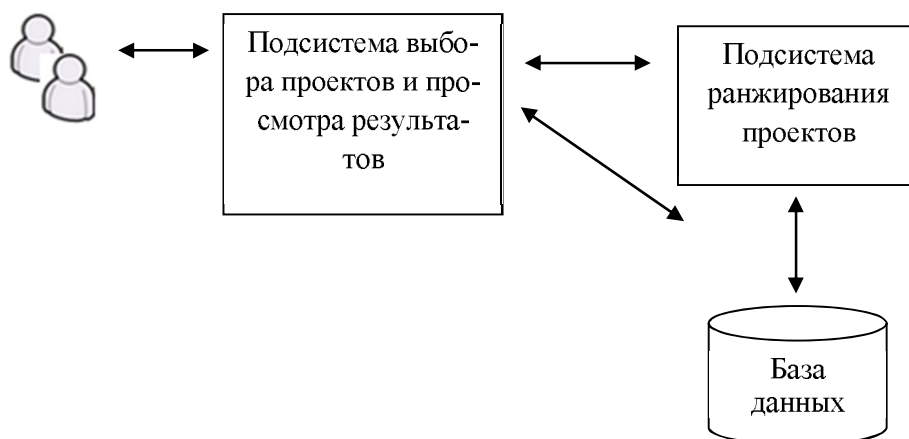 Подсистема выбо-
ра проектов и про-
смотра результа-
тов
Подсистема
ранжирования
проектов
База
данных